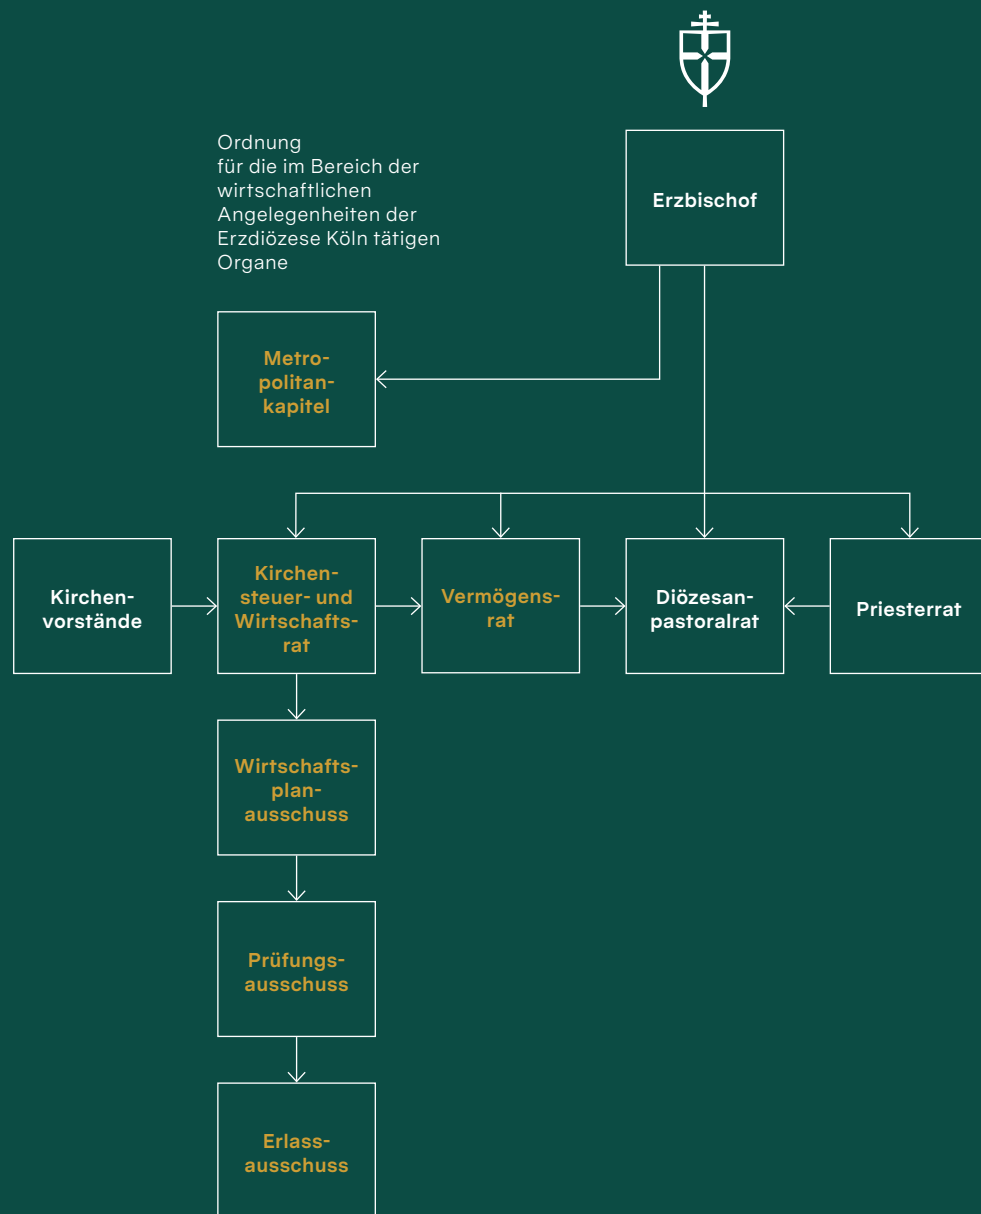 Ordnung
für die im Bereich der
wirtschaftlichen
Angelegenheiten der
Erzdiözese Köln tätigen
Organe
Erzbischof
Metro-
politan-
kapitel
Kirchen-
vorstände
Kirchen-
steuer- und
Wirtschafts-
rat
Vermögens-
rat
Diözesan-
pastoralrat
Priesterrat
Wirtschafts-
plan-
ausschuss
Prüfungs-
ausschuss
Erlass-
ausschuss